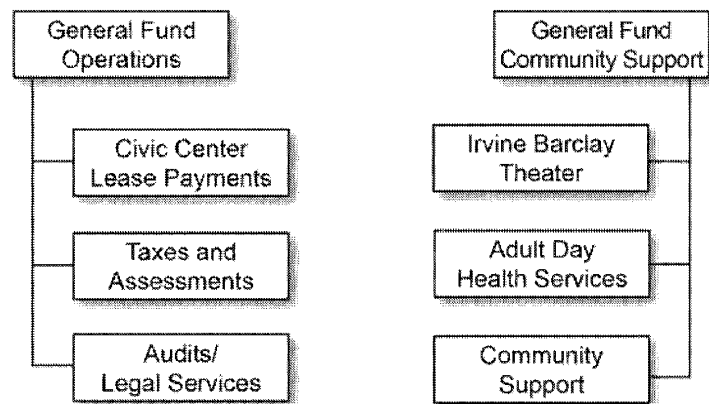 General Fund
Operations
Civic Center
Lease Payments
Taxes and
Assessments
Audits/
Legal Services
General Fund
Community Support
Irvine Barclay
Theater
Adult Day
Health Services
Community
Support